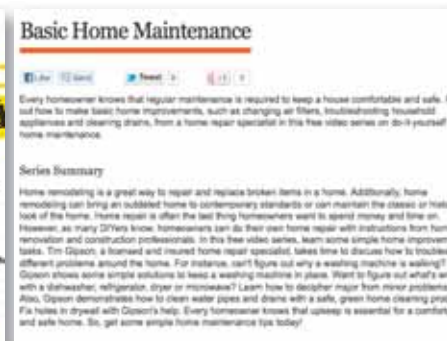 Basic Home Maintenance
Like Send Tweet
Every homeowner knows that regular maintenance is required to keep a house comfortable and safe.
out how to make basic home improvements, such as changing air filters, troubleshooting household
appliances and cleaning drains, from a home repair specialist in this free video series on do-it-yourself
home maintenance.
Series Summary
Home remodeling is a great way to repair and replace broken items in a home. Additionally, home
remodeling can bring an outdated home to contemporary standards or can maintain the classic or
look of the home. Home repair is often the last thing homeowners want to spend money and time on.
However, as many DIYers know, homeowners can do their own home repair with instructions from
renovation and construction professionals. In this free video series, learn some simple home
tasks. Tim Gipson, a licensed and insured home repair specialist, takes time to discuss how to
different problems around the home. For instance, can't figure out why a washing machine is walking?
Gipson shows some simple solutions to keep a washing machine in place. Want to figure out what's
with a dishwasher, refrigerator, dryer or microwave? Learn how to decipher major from minor problems
Also, Gipson demonstrates how to clean water pipes and drains with a safe, green home cleaning
Fix holes in drywall with Gipson's help. Every homeowner knows that upkeep is essential for a
and safe home. So, get some simple home maintenance tips today!